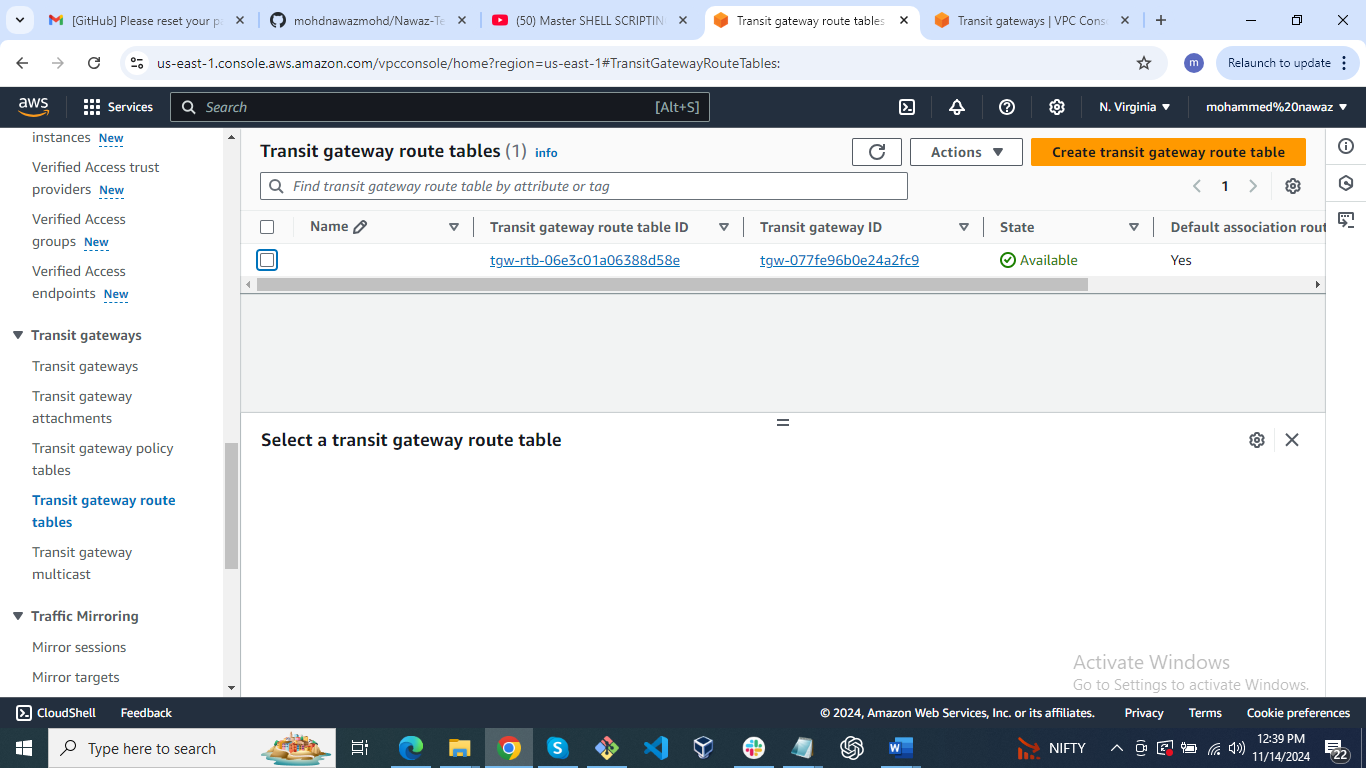 [GitHub] Please reset your pa
mohdnawazmohd/Nawaz-Te
(50) Master SHELL SCRIPTIN
Transit gateway route tables
Transit gateways | VPC Cons
us-east-1.console.aws.amazon.com/vpcconsole/home?region=us-east-1#TransitGatewayRouteTables:
m
Relaunch to update
aws
Services
Search
[Alt+S]
N. Virginia
mohammed%20nawaz
instances New
Verified Access trust
providers New
Verified Access
groups New
Verified Access
endpoints New
Transit gateways
Transit gateways
Transit gateway
attachments
Transit gateway policy
tables
Transit gateway route
tables
Transit gateway
multicast
Traffic Mirroring
Mirror sessions
Mirror targets
Transit gateway route tables (1) info
Actions
Create transit gateway route table
Find transit gateway route table by attribute or tag
1
Name
Transit gateway route table ID
Transit gateway ID
State
Default association rout
tgw-rtb-06e3c01a06388d58e
tgw-077fe96b0e24a2fc9
Available
Yes
Select a transit gateway route table
Activate Windows
Go to Settings to activate Windows.
CloudShell
Feedback
© 2024, Amazon Web Services, Inc. or its affiliates.
Privacy
Terms
Cookie preferences
Type here to search
NIFTY
12:39 PM
11/14/2024
22